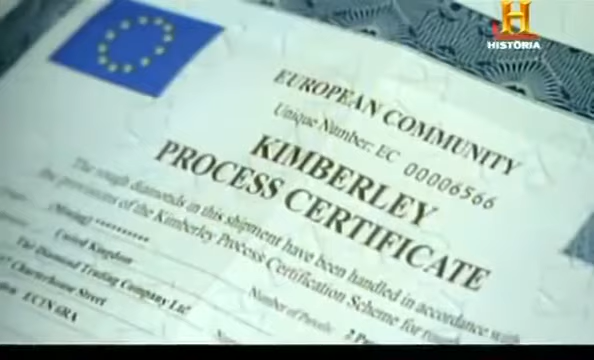 H
HISTORIA
EUROPEAN COMMUNITY
Unique Number: EC 00006566
KIMBERLEY
PROCESS CERTIFICATE
The rough diamonds in this shipment have been handled in accordance with
the provisions of the Kimberley Process Certification Scheme for
United Kingdom
The Diamond Trading Company Ltd
Charterhouse Street
EC1N 6RA
Number of Parcels: